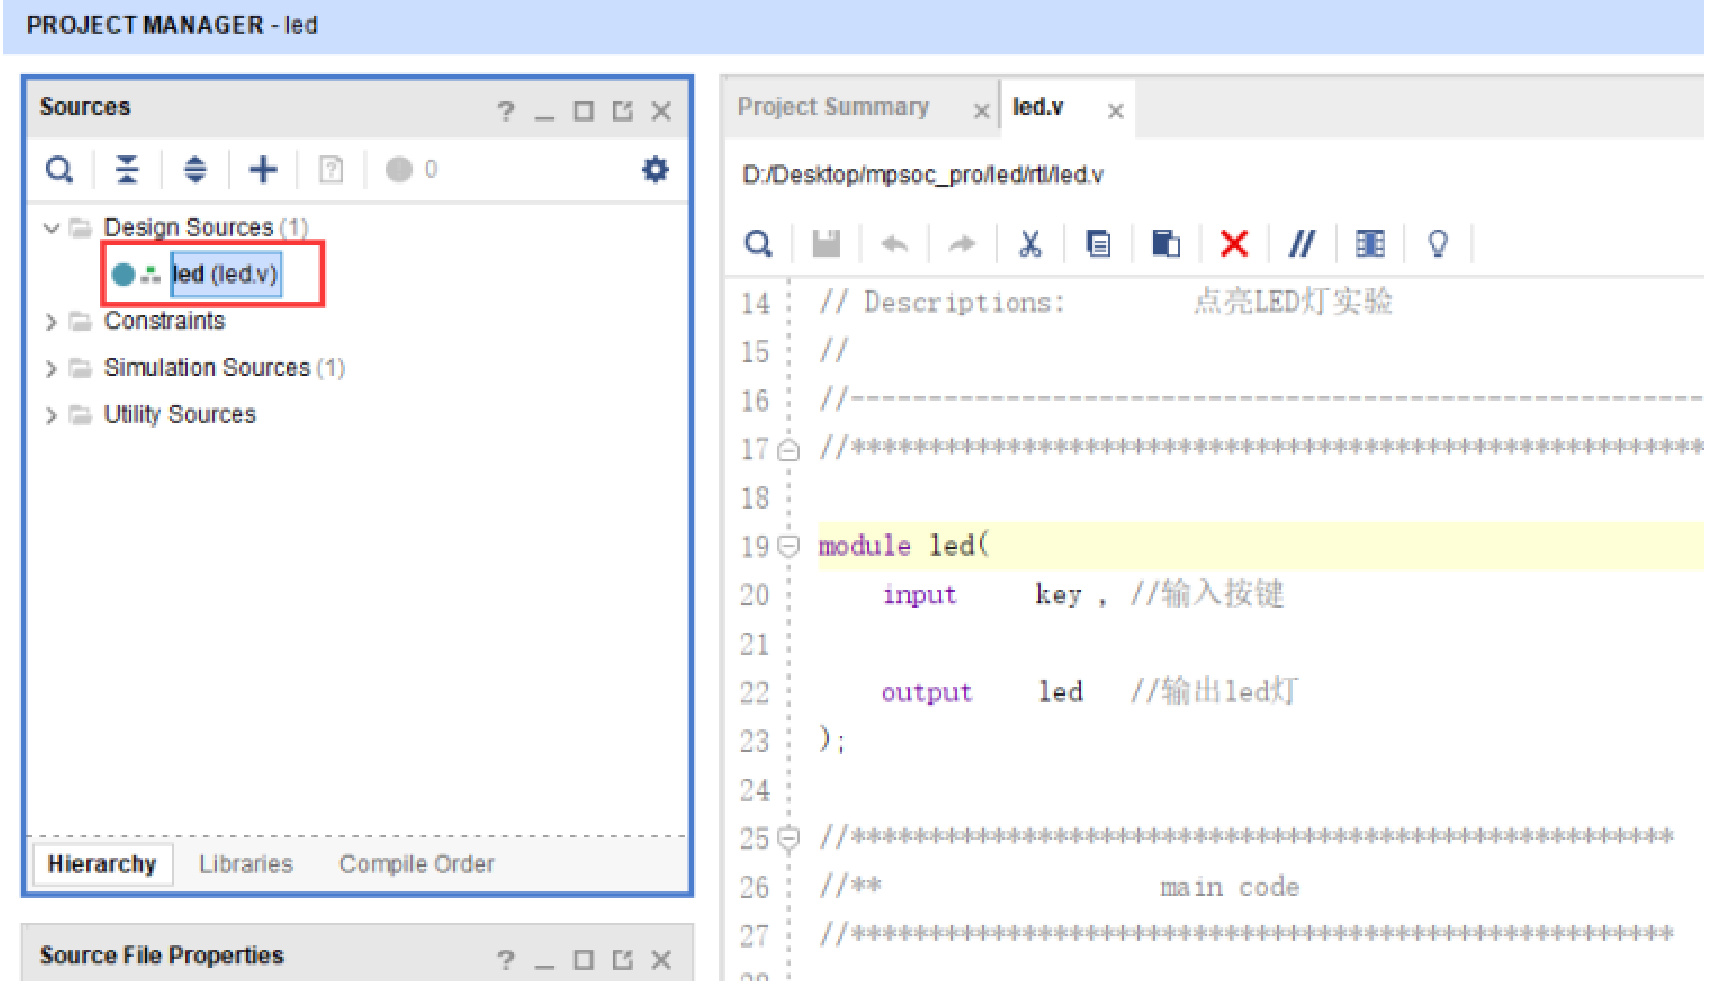 PROJECT MANAGER - led
Sources
0
Design Sources (1)
led (led.v)
Constraints
Simulation Sources (1)
Utility Sources
Hierarchy Libraries Compile Order
Source File Properties
Project Summary led.v
D:/Desktop/mpsoc_pro/led/rtl/led.v
14 // Descriptions: 点亮LED灯实验
15 //
16 //------------------------------------------------------
17 //******************************************************
18
19 module led(
20 input key , //输入按键
21
22 output led //输出led灯
23 );
24
25 //*****************************************************
26 //** main code
27 //*****************************************************